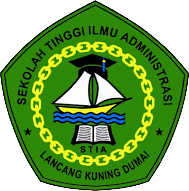 SEKOLAH TINGGI ILMU ADMINISTRASI
STIA
LANCANG KUNING DUMAI